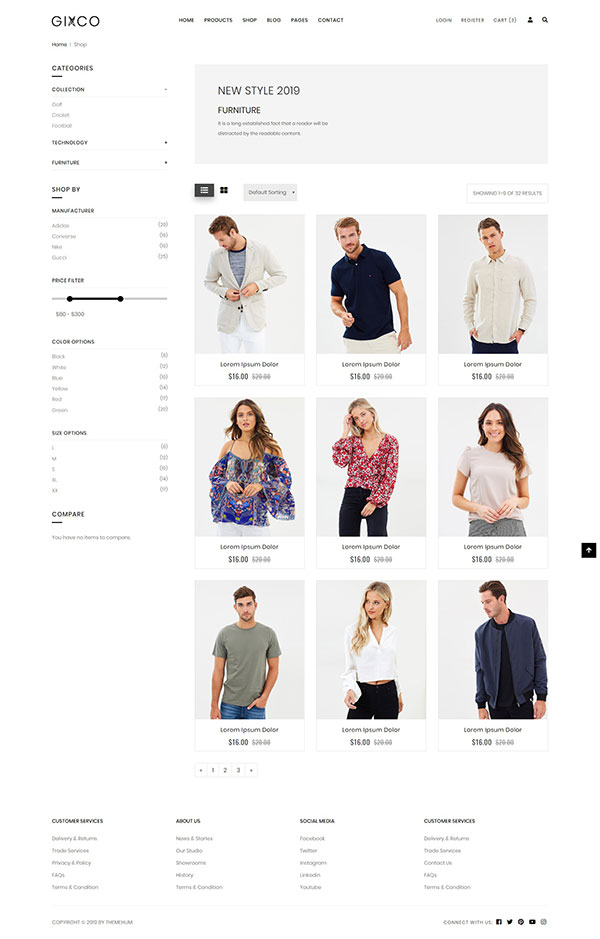 GIXCO
HOME PRODUCTS SHOP BLOG PAGES CONTACT
LOGIN REGISTER CART (3)
Home | Shop
CATEGORIES
COLLECTION -
Golf
Cricket
Football
TECHNOLOGY +
FURNITURE +
SHOP BY
MANUFACTURER
Adidas (20)
Converse (19)
Nike (19)
Gucci (25)
PRICE FILTER
$80 - $300
COLOR OPTIONS
Black (8)
White (12)
Blue (10)
Yellow (14)
Red (17)
Green (20)
SIZE OPTIONS
L (8)
M (12)
S (10)
XL (14)
XX (17)
COMPARE
You have no items to compare.
NEW STYLE 2019
FURNITURE
It is a long established fact that a reader will be
distracted by the readable content.
Default Sorting
SHOWING 1-9 OF 32 RESULTS
Lorem Ipsum Dolor
$16.00 $20.00
Lorem Ipsum Dolor
$16.00 $20.00
Lorem Ipsum Dolor
$16.00 $20.00
Lorem Ipsum Dolor
$16.00 $20.00
Lorem Ipsum Dolor
$16.00 $20.00
Lorem Ipsum Dolor
$16.00 $20.00
Lorem Ipsum Dolor
$16.00 $20.00
Lorem Ipsum Dolor
$16.00 $20.00
Lorem Ipsum Dolor
$16.00 $20.00
« 1 2 3 »
CUSTOMER SERVICES
Delivery & Returns
Trade Services
Privacy & Policy
FAQs
Terms & Condition
ABOUT US
News & Stories
Our Studio
Showrooms
History
Terms & Condition
SOCIAL MEDIA
Facebook
Twitter
Instagram
Linkedin
Youtube
CUSTOMER SERVICES
Delivery & Returns
Trade Services
Contact Us
FAQs
Terms & Condition
COPYRIGHT © 2019 BY THEMEHUM.
CONNECT WITH US: